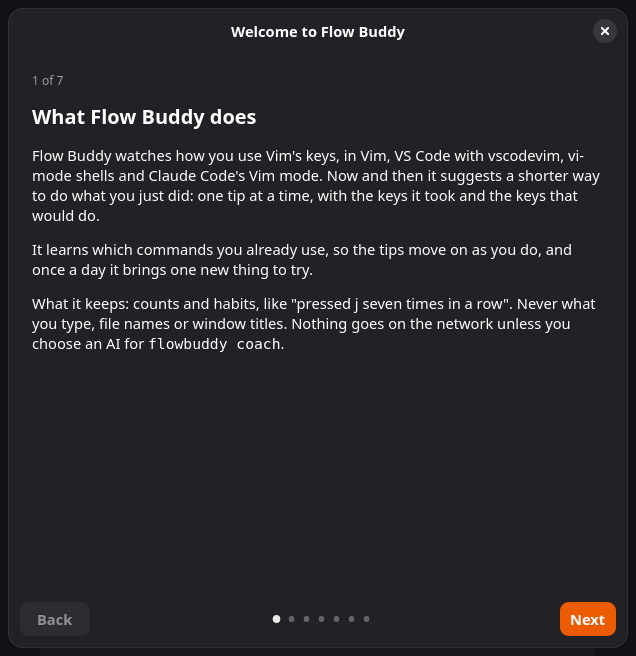 Welcome to Flow Buddy
1 of 7
What Flow Buddy does
Flow Buddy watches how you use Vim's keys, in Vim, VS Code with vscodevim, vi-
mode shells and Claude Code's Vim mode. Now and then it suggests a shorter way
to do what you just did: one tip at a time, with the keys it took and the keys that
would do.
It learns which commands you already use, so the tips move on as you do, and
once a day it brings one new thing to try.
What it keeps: counts and habits, like "pressed j seven times in a row". Never what
you type, file names or window titles. Nothing goes on the network unless you
choose an AI for flowbuddy coach.
Back
Next